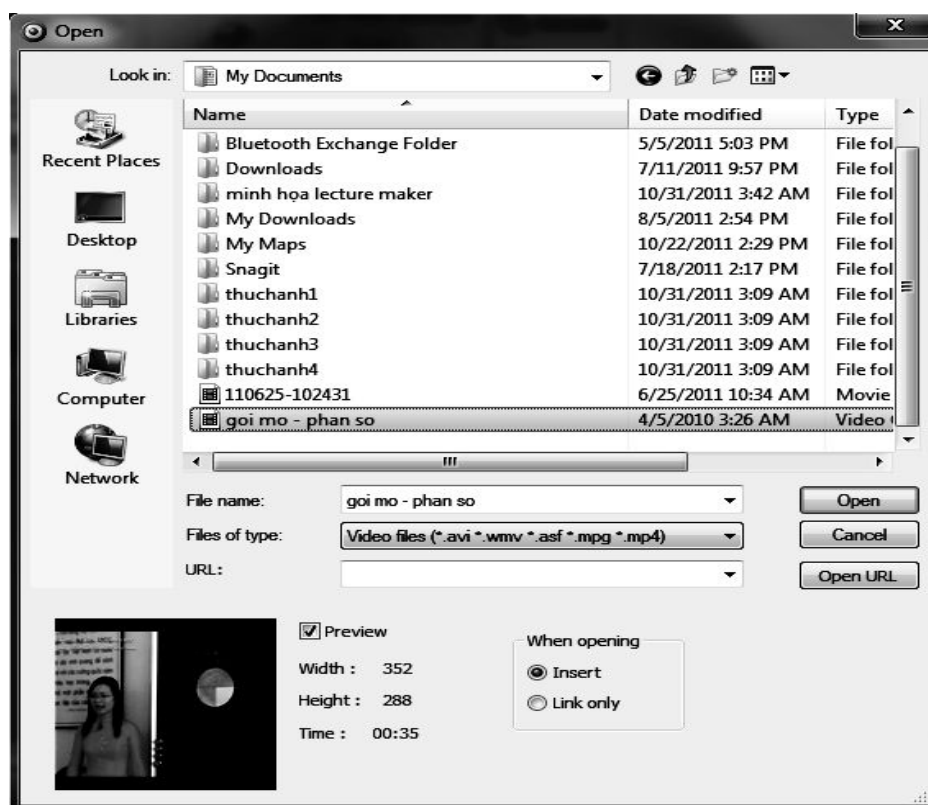 Open
Look in: My Documents
Name Date modified Type
Bluetooth Exchange Folder 5/5/2011 5:03 PM File fol
Downloads 7/11/2011 9:57 PM File fol
minh họa lecture maker 10/31/2011 3:42 AM File fol
My Downloads 8/5/2011 2:54 PM File fol
My Maps 10/22/2011 2:29 PM File fol
Snagit 7/18/2011 2:17 PM File fol
thuchanh1 10/31/2011 3:09 AM File fol
thuchanh2 10/31/2011 3:09 AM File fol
thuchanh3 10/31/2011 3:09 AM File fol
thuchanh4 10/31/2011 3:09 AM File fol
110625-102431 6/25/2011 10:34 AM Movie
goi mo - phan so 4/5/2010 3:26 AM Video
Recent Places
Desktop
Libraries
Computer
Network
File name: goi mo - phan so Open
Files of type: Video files (*.avi *.wmv *.asf *.mpg *.mp4) Cancel
URL: Open URL
Preview
Width : 352
Height : 288
Time : 00:35
When opening
Insert
Link only